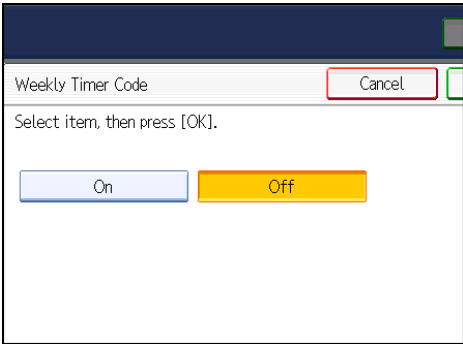 Weekly Timer Code Cancel
Select item, then press [OK].
On Off